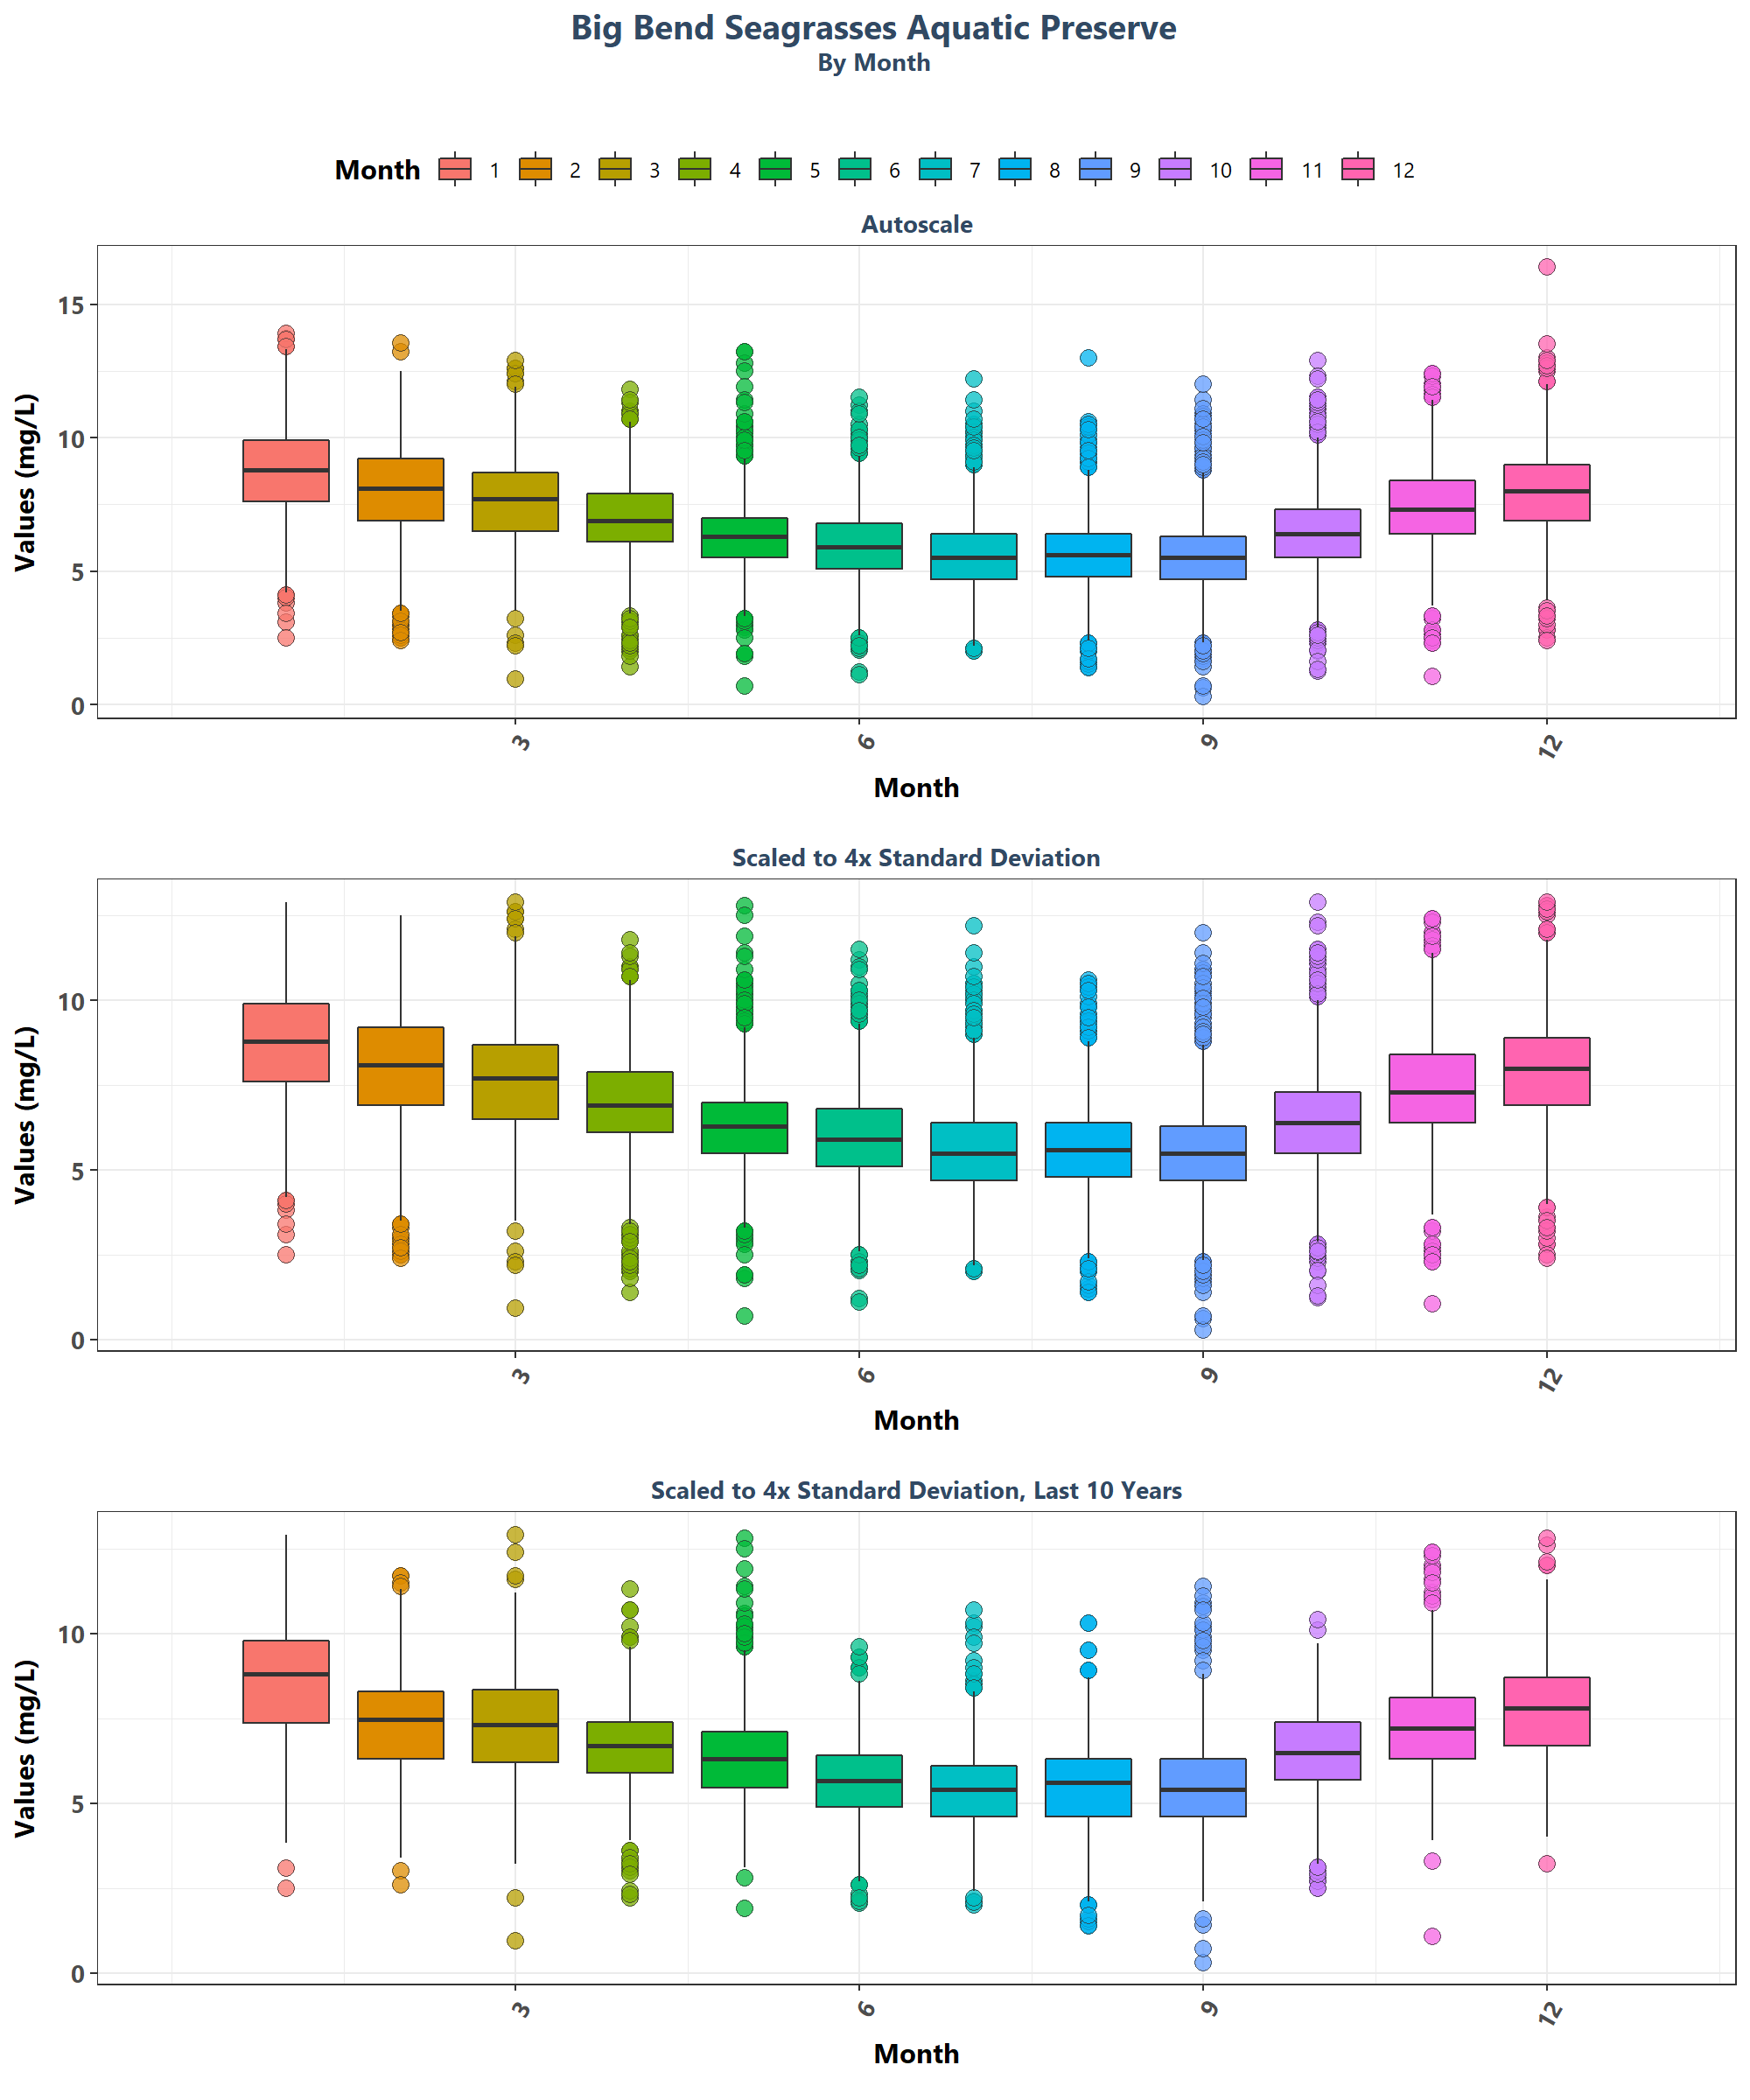 Big Bend Seagrasses Aquatic Preserve
By Month
Month 1 2 3 4 5 6 7 8 9 10 11 12
Autoscale
Values (mg/L)
15
10
5
0
3 6 9 12
Month
Scaled to 4x Standard Deviation
Values (mg/L)
10
5
0
3 6 9 12
Month
Scaled to 4x Standard Deviation, Last 10 Years
Values (mg/L)
10
5
0
3 6 9 12
Month